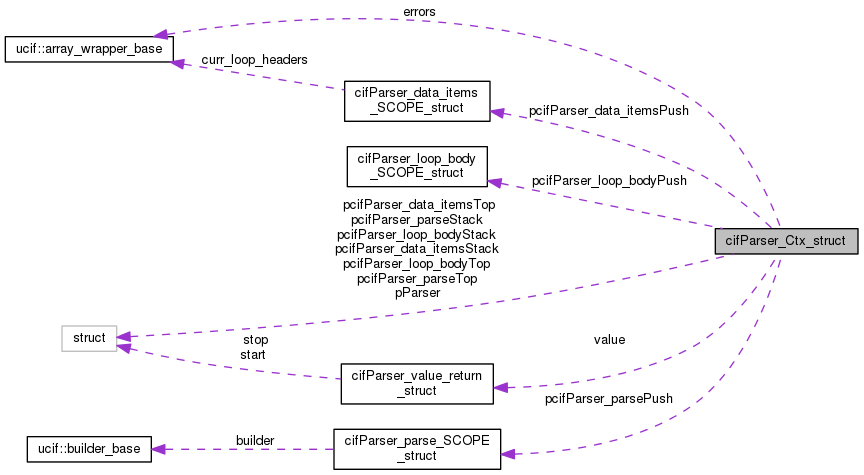 errors
ucif::array_wrapper_base
curr_loop_headers
cifParser_data_items
_SCOPE_struct
pcifParser_data_itemsPush
cifParser_loop_body
_SCOPE_struct
pcifParser_loop_bodyPush
pcifParser_data_itemsTop
pcifParser_parseStack
pcifParser_loop_bodyStack
pcifParser_data_itemsStack
pcifParser_loop_bodyTop
pcifParser_parseTop
pParser
cifParser_Ctx_struct
struct
stop
start
value
cifParser_value_return
_struct
pcifParser_parsePush
ucif::builder_base
builder
cifParser_parse_SCOPE
_struct